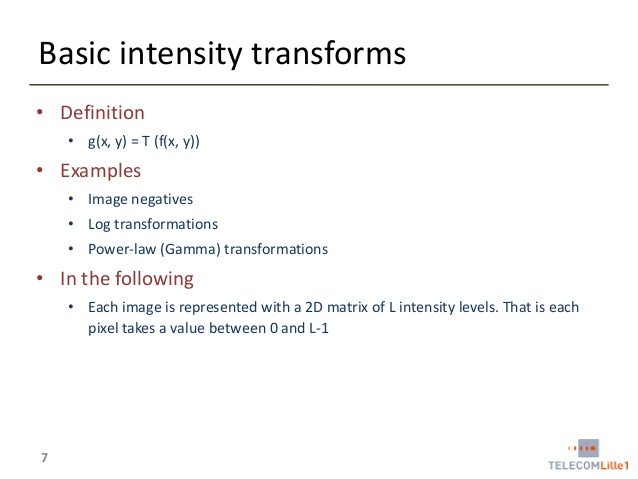 Basic intensity transforms
• Definition
• g(x, y) = T (f(x, y))
• Examples
• Image negatives
• Log transformations
• Power-law (Gamma) transformations
• In the following
• Each image is represented with a 2D matrix of L intensity levels. That is each
pixel takes a value between 0 and L-1
7
TELECOMLille1